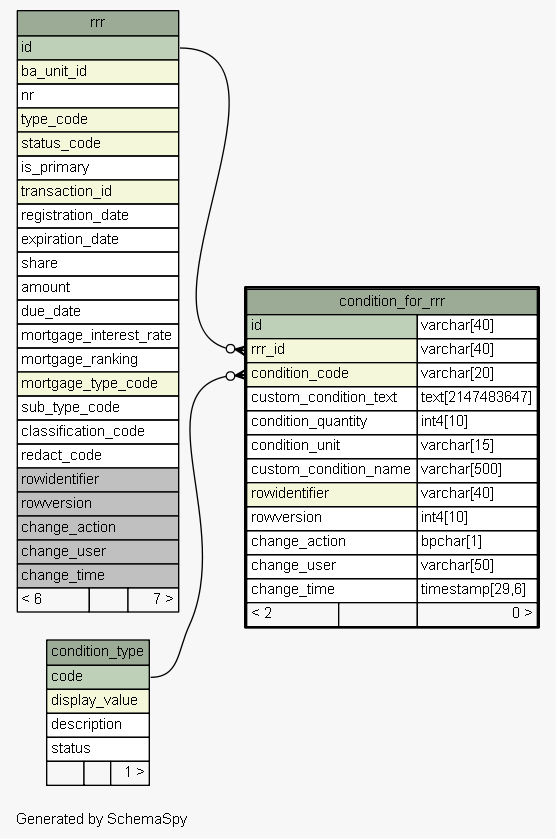 rrr
id
ba_unit_id
nr
type_code
status_code
is_primary
transaction_id
registration_date
expiration_date
share
amount
due_date
mortgage_interest_rate
mortgage_ranking
mortgage_type_code
sub_type_code
classification_code
redact_code
rowidentifier
rowversion
change_action
change_user
change_time
< 6 7 >
condition_for_rrr
id varchar[40]
rrr_id varchar[40]
condition_code varchar[20]
custom_condition_text text[2147483647]
condition_quantity int4[10]
condition_unit varchar[15]
custom_condition_name varchar[500]
rowidentifier varchar[40]
rowversion int4[10]
change_action bpchar[1]
change_user varchar[50]
change_time timestamp[29,6]
< 2 0 >
condition_type
code
display_value
description
status
1 >
Generated by SchemaSpy